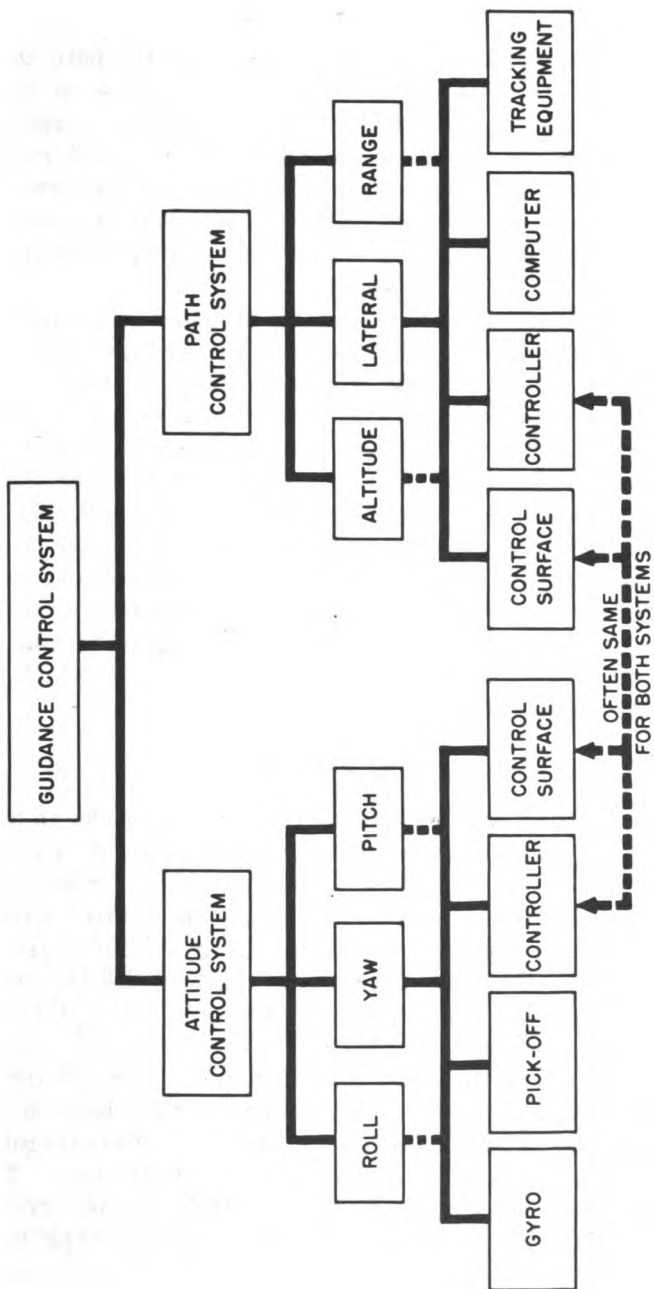 GUIDANCE CONTROL SYSTEM
ATTITUDE
CONTROL SYSTEM
PATH
CONTROL SYSTEM
ROLL
YAW
PITCH
ALTITUDE
LATERAL
RANGE
GYRO
PICK-OFF
CONTROLLER
CONTROL
SURFACE
CONTROL
SURFACE
CONTROLLER
COMPUTER
TRACKING
EQUIPMENT
OFTEN SAME
FOR BOTH SYSTEMS